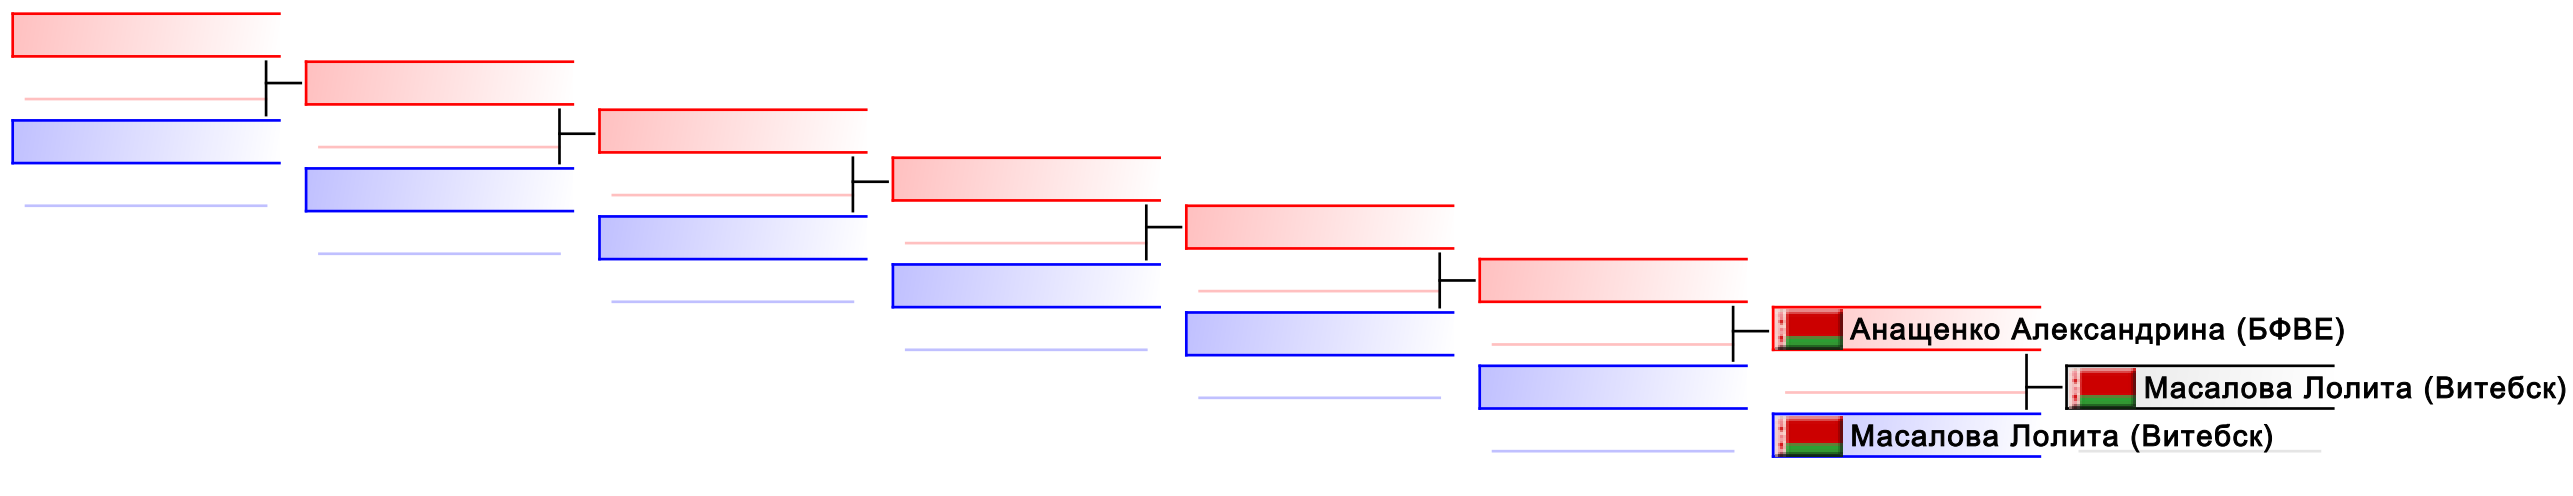 Анащенко Александрина (БФВЕ)
Масалова Лолита (Витебск)
Масалова Лолита (Витебск)